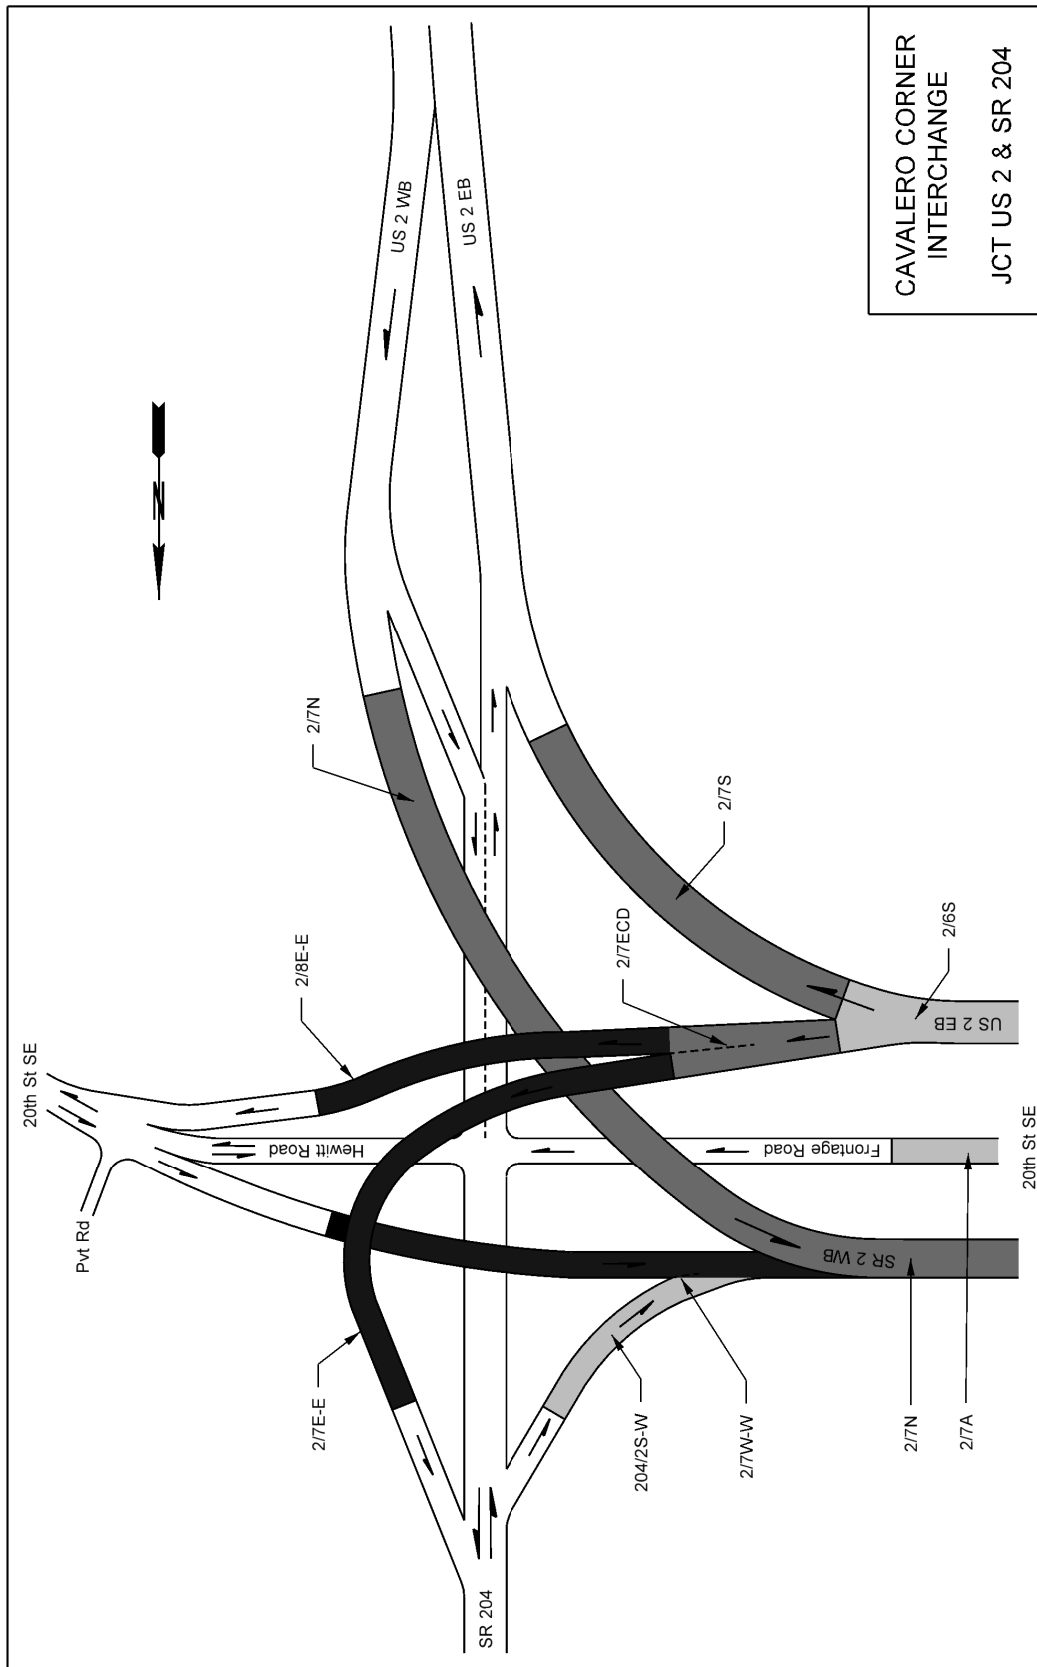 CAVALERO CORNER
INTERCHANGE
JCT US 2 & SR 204
US 2 WB
US 2 EB
N
2/7N
2/7S
2/8E-E
2/7ECD
2/6S
US 2 EB
20th St SE
Hewitt Road
Frontage Road
20th St SE
Pvt Rd
SR 2 WB
2/7E-E
204/2S-W
2/7W-W
2/7N
2/7A
SR 204